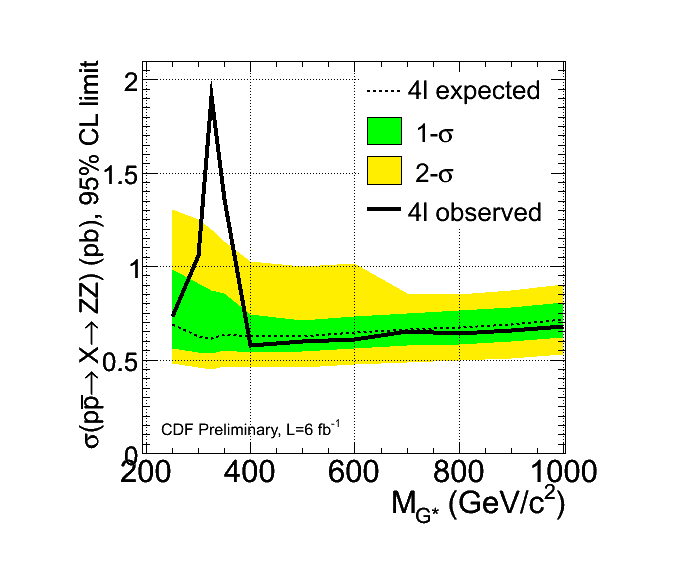 σ(pp̅→ X→ ZZ) (pb), 95% CL limit
2
1.5
1
0.5
0
4l expected
1-σ
2-σ
4l observed
CDF Preliminary, L=6 fb⁻¹
200 400 600 800 1000
M_G* (GeV/c²)